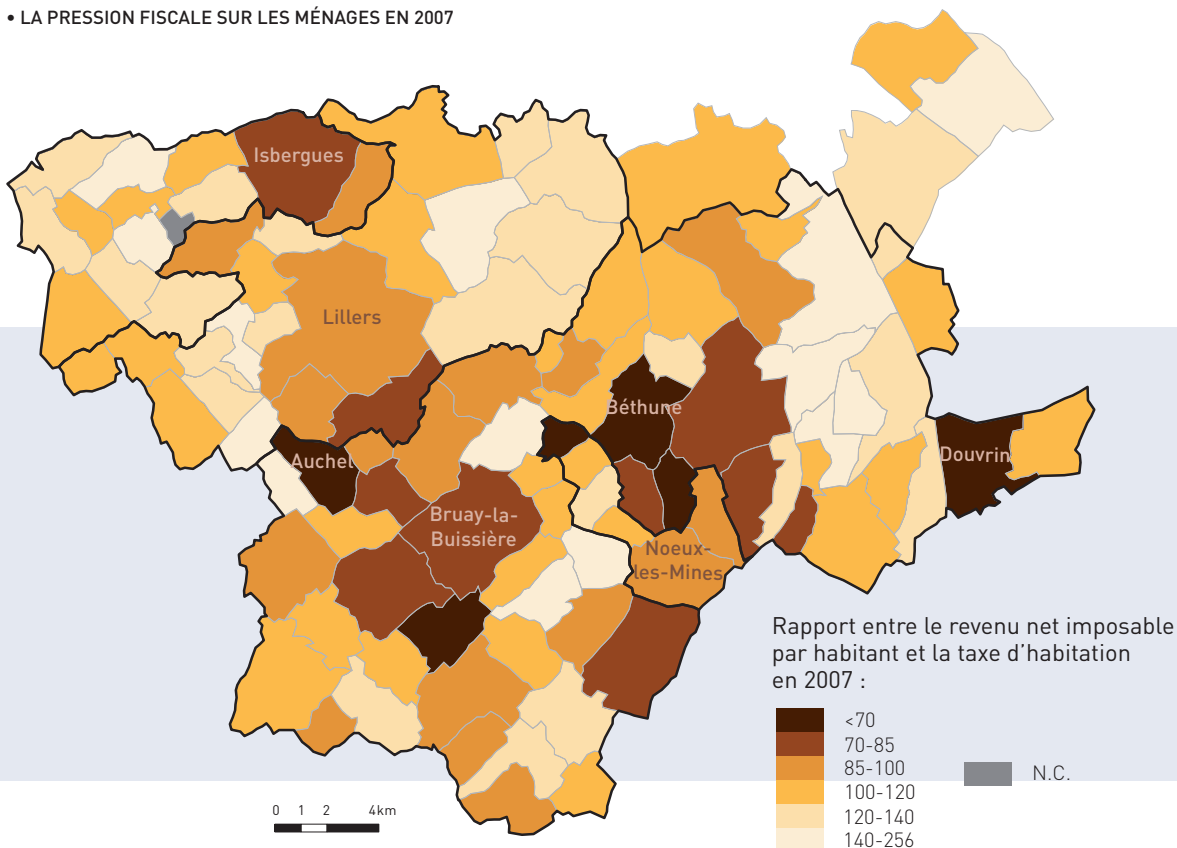 • LA PRESSION FISCALE SUR LES MÉNAGES EN 2007
Isbergues
Lillers
Béthune
Auchel
Douvrin
Bruay-la-
Buissière
Noeux-
les-Mines
Rapport entre le revenu net imposable
par habitant et la taxe d'habitation
en 2007 :
<70
70-85
85-100
100-120
120-140
140-256
N.C.
0 1 2 4km